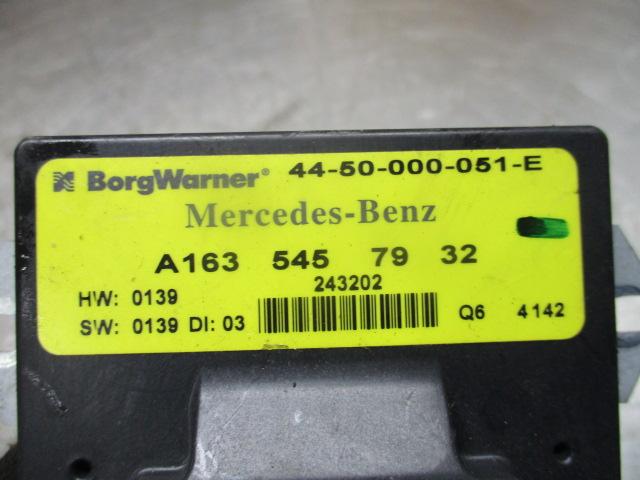 BorgWarner® 44-50-000-051-E
Mercedes-Benz
A163 545 79 32
HW: 0139 243202
SW: 0139 DI: 03 Q6 4142